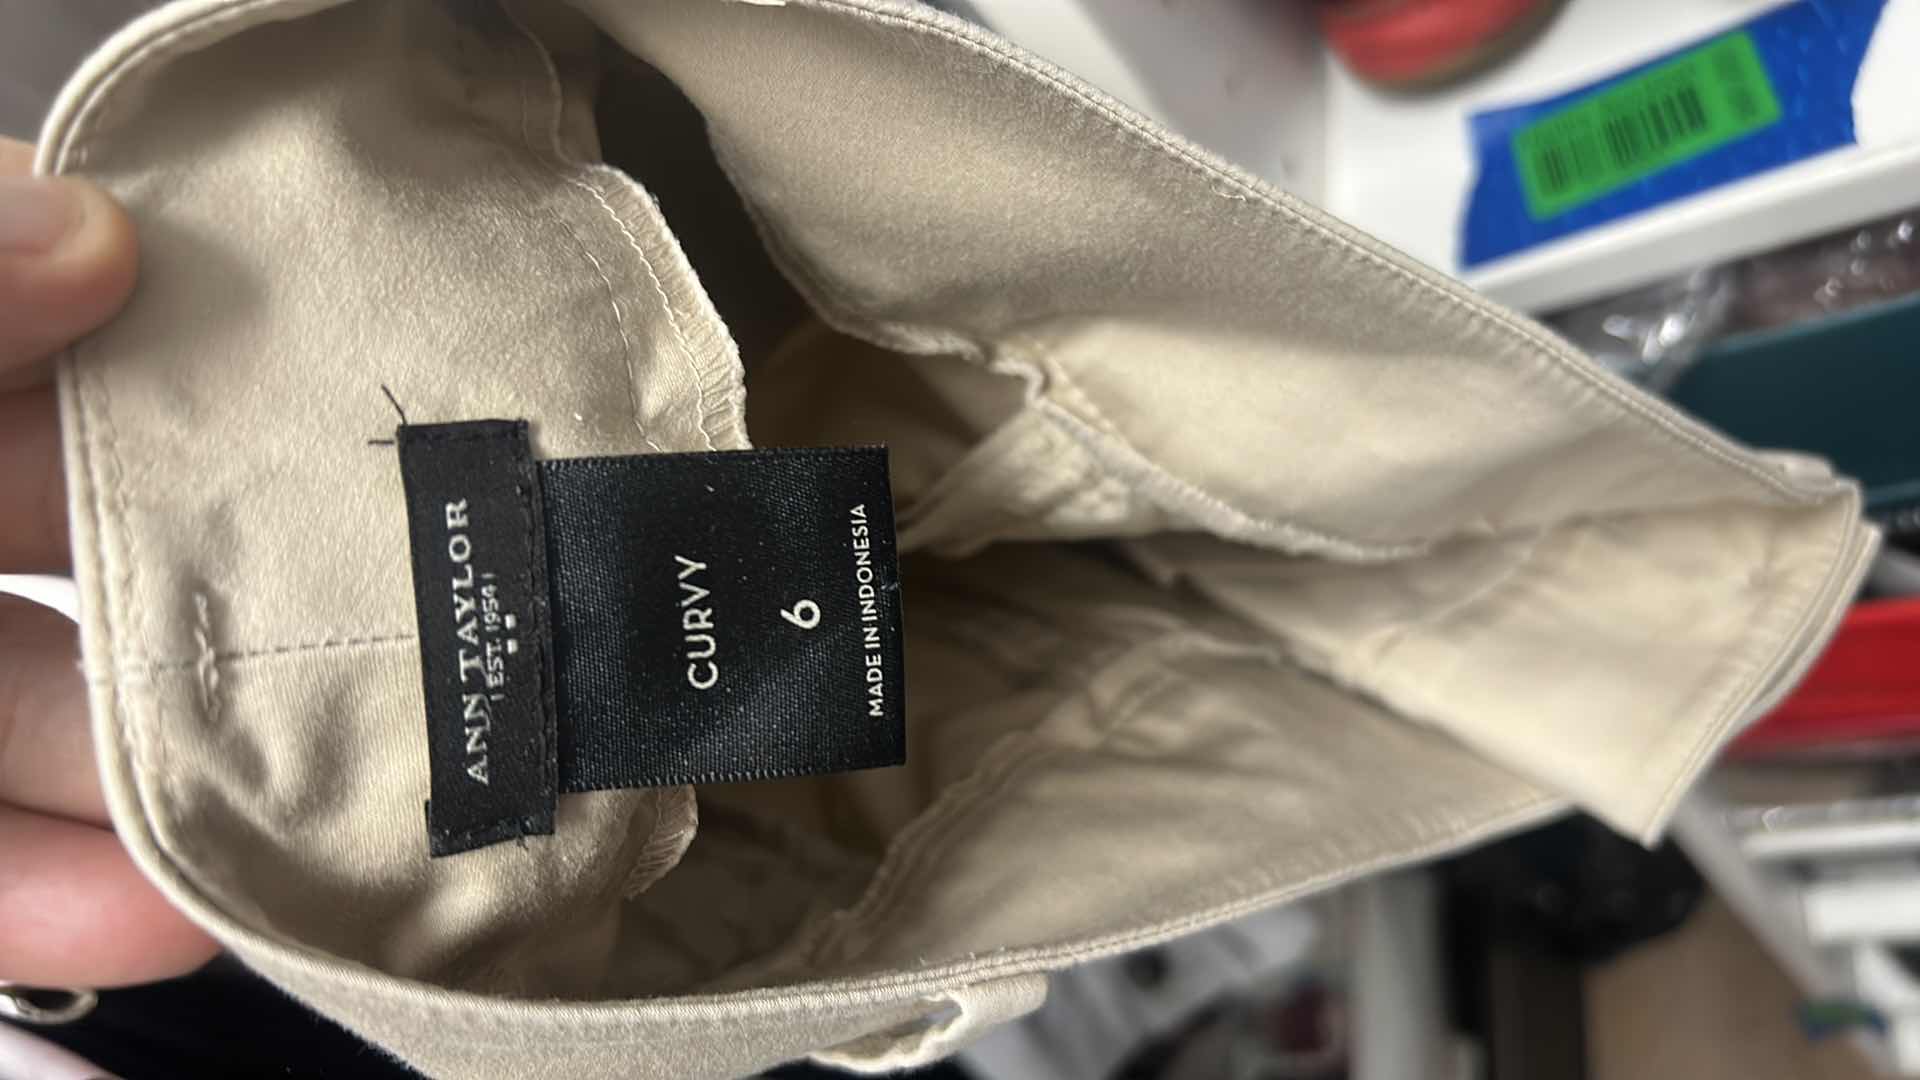 ANN TAYLOR
EST. 1954
CURVY
6
MADE IN INDONESIA